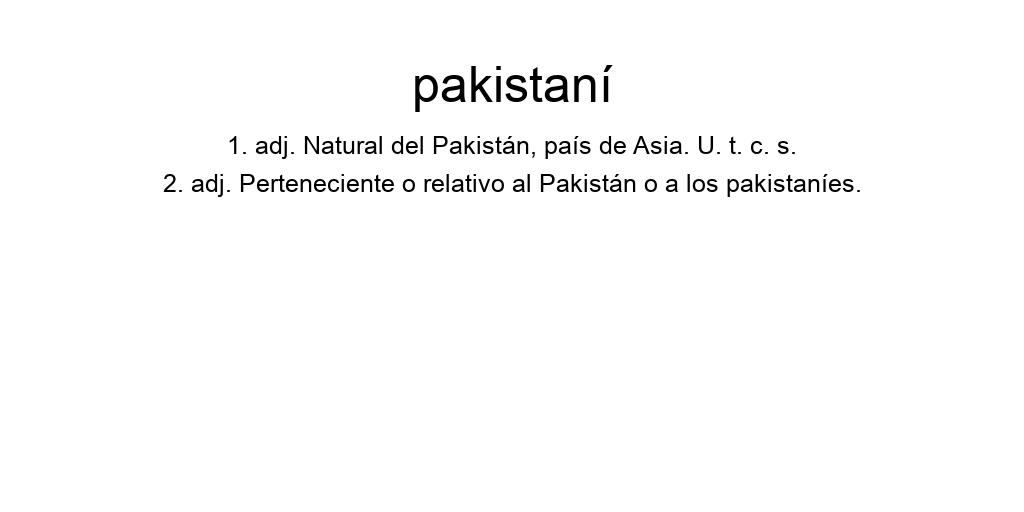 pakistaní
1. adj. Natural del Pakistán, país de Asia. U. t. c. s.
2. adj. Perteneciente o relativo al Pakistán o a los pakistaníes.